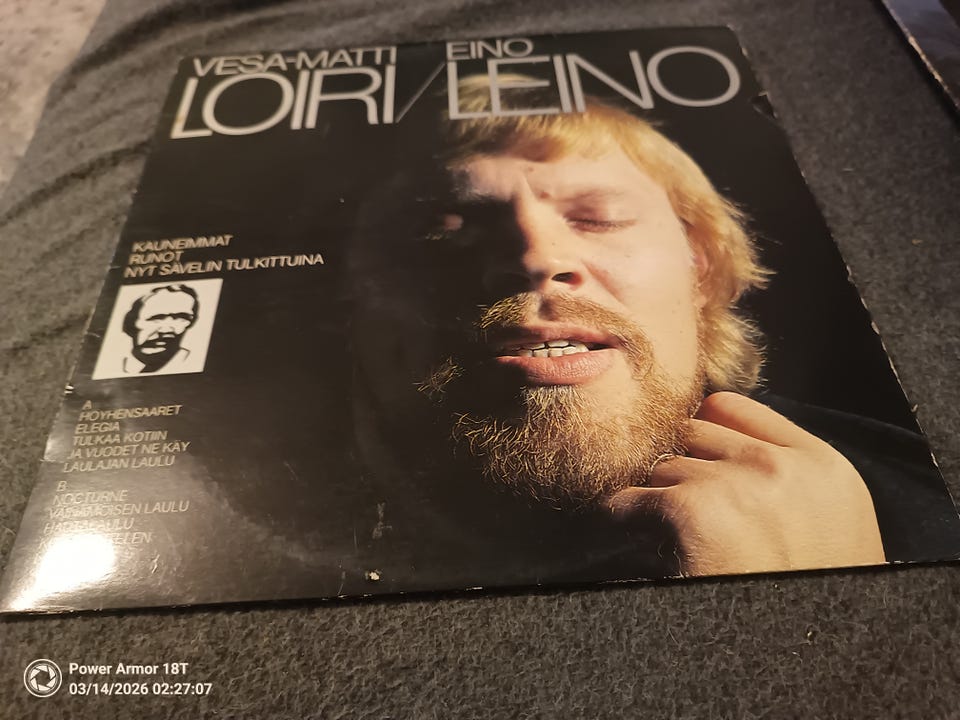 VESA-MATTI
LOIRI/
EINO
LEINO
KAUNEIMMAT
RUNOT
NYT SÄVELIN TULKITTUINA
A
HÖYHENSAARET
ELEGIA
TULKAA KOTIIN
JA VUODET NE KÄY
LAULAJAN LAULU
B
NOCTURNE
VÄINÄMÖISEN LAULU
Power Armor 18T
03/14/2026 02:27:07